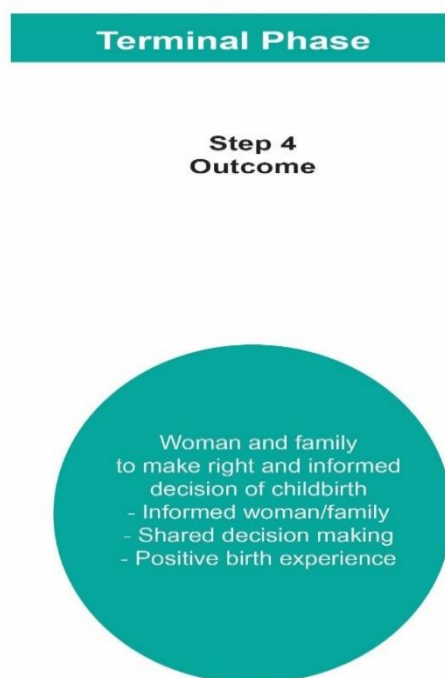 Terminal Phase
Step 4
Outcome
Woman and family
to make right and informed
decision of childbirth
- Informed woman/family
- Shared decision making
- Positive birth experience